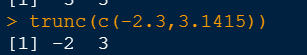 > trunc(c(-2.3,3.1415))
[1] -2  3